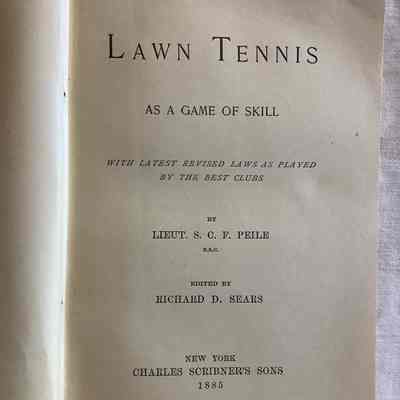 LAWN TENNIS
AS A GAME OF SKILL
WITH LATEST REVISED LAWS AS PLAYED
BY THE BEST CLUBS
BY
LIEUT. S. C. F. PEILE
B.S.C.
EDITED BY
RICHARD D. SEARS
NEW YORK
CHARLES SCRIBNER'S SONS
1885